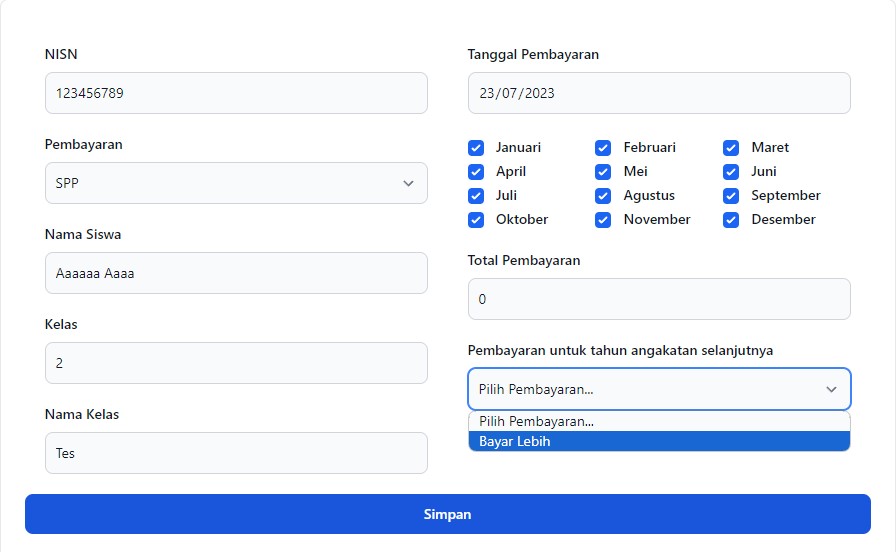 NISN
123456789
Pembayaran
SPP
Nama Siswa
Aaaaaa Aaaa
Kelas
2
Nama Kelas
Tes
Tanggal Pembayaran
23/07/2023
Januari Februari Maret
April Mei Juni
Juli Agustus September
Oktober November Desember
Total Pembayaran
0
Pembayaran untuk tahun angakatan selanjutnya
Pilih Pembayaran...
Pilih Pembayaran...
Bayar Lebih
Simpan